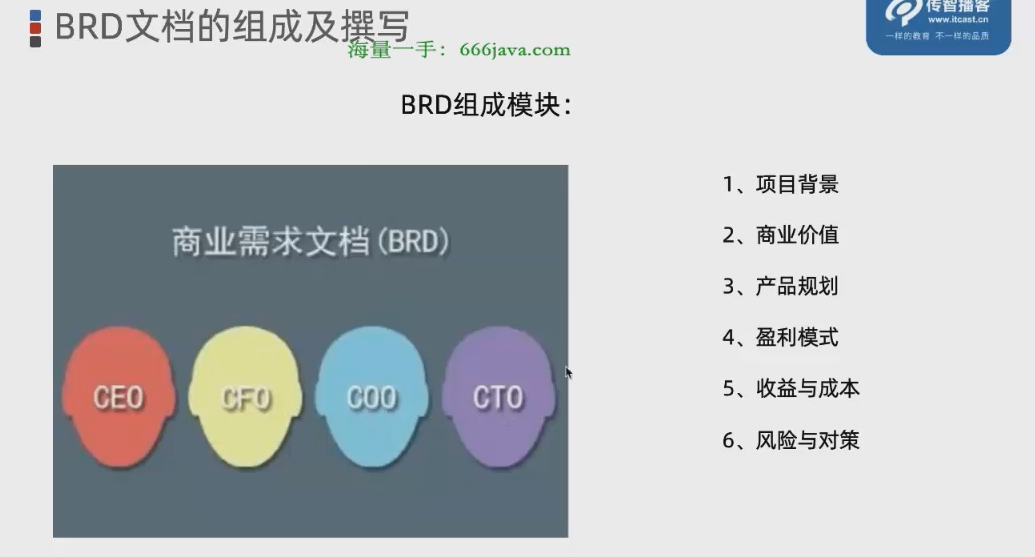 BRD文档的组成及撰写
海量一手：666java.com
传智播客
www.itcast.cn
一样的教育 不一样的品质
BRD组成模块：
商业需求文档(BRD)
CEO
CFO
COO
CTO
1、项目背景
2、商业价值
3、产品规划
4、盈利模式
5、收益与成本
6、风险与对策